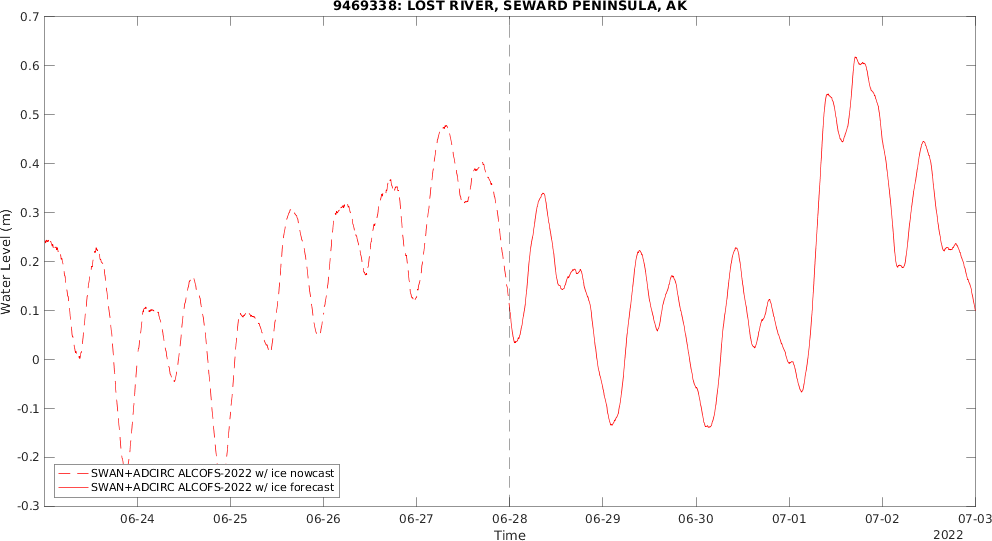 9469338: LOST RIVER, SEWARD PENINSULA, AK
0.7
0.6
0.5
0.4
0.3
0.2
0.1
0
-0.1
-0.2
-0.3
Water Level (m)
SWAN+ADCIRC ALCOFS-2022 w/ ice nowcast
SWAN+ADCIRC ALCOFS-2022 w/ ice forecast
06-24 06-25 06-26 06-27 06-28 06-29 06-30 07-01 07-02 07-03
Time
2022